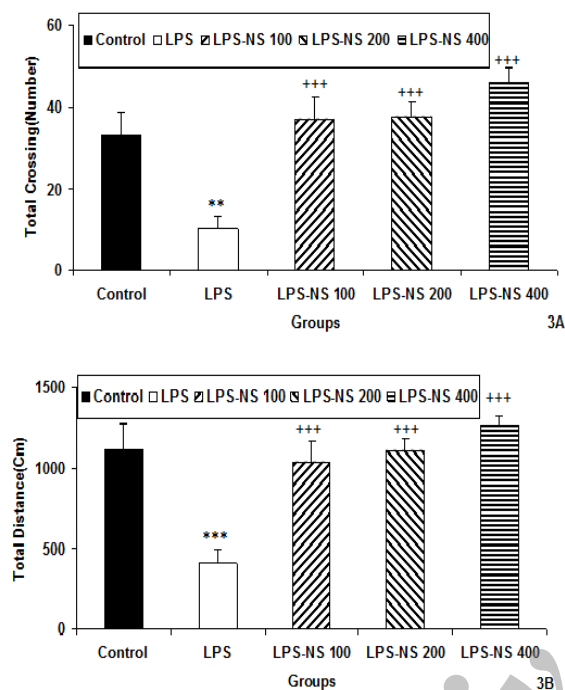 60
Control LPS LPS-NS 100 LPS-NS 200 LPS-NS 400
+++
+++
+++
40
Total Crossing(Number)
20
**
0
Control LPS LPS-NS 100 LPS-NS 200 LPS-NS 400
Groups
3A
1500
Control LPS LPS-NS 100 LPS-NS 200 LPS-NS 400
+++
+++
+++
1000
Total Distance(Cm)
***
500
0
Control LPS LPS-NS 100 LPS-NS 200 LPS-NS 400
Groups
3B